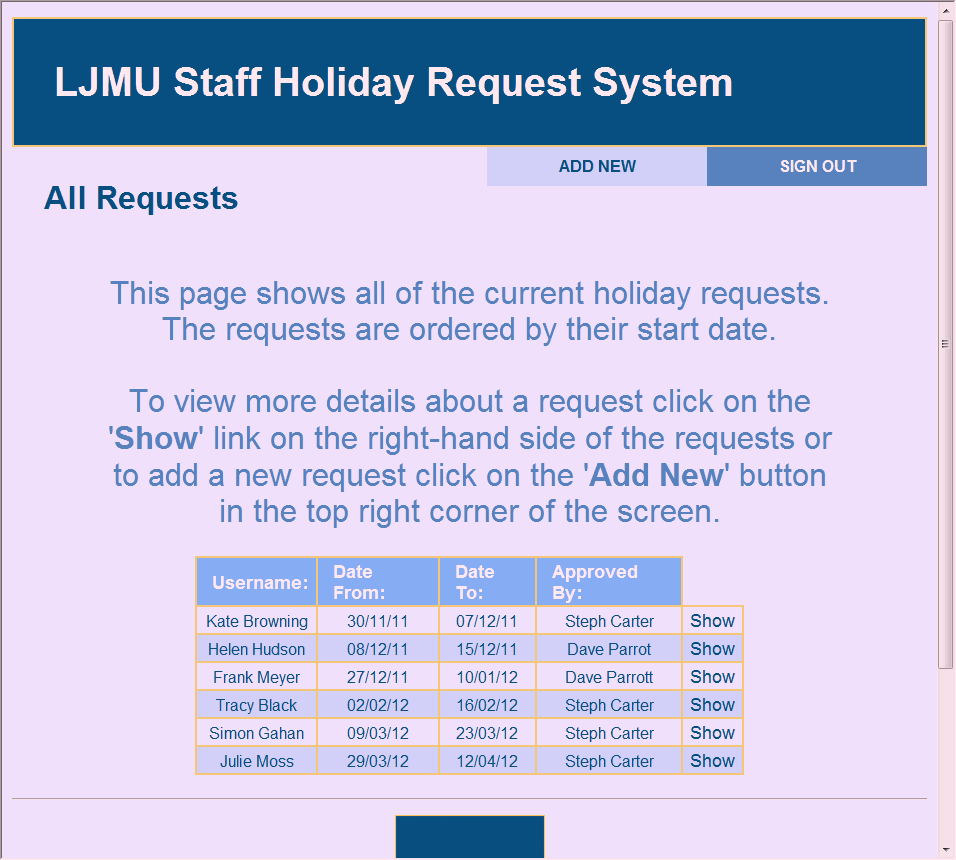 LJMU Staff Holiday Request System
ADD NEW SIGN OUT
All Requests
This page shows all of the current holiday requests.
The requests are ordered by their start date.
To view more details about a request click on the
'Show' link on the right-hand side of the requests or
to add a new request click on the 'Add New' button
in the top right corner of the screen.
Username: Date From: Date To: Approved By:
Kate Browning 30/11/11 07/12/11 Steph Carter Show
Helen Hudson 08/12/11 15/12/11 Dave Parrot Show
Frank Meyer 27/12/11 10/01/12 Dave Parrott Show
Tracy Black 02/02/12 16/02/12 Steph Carter Show
Simon Gahan 09/03/12 23/03/12 Steph Carter Show
Julie Moss 29/03/12 12/04/12 Steph Carter Show